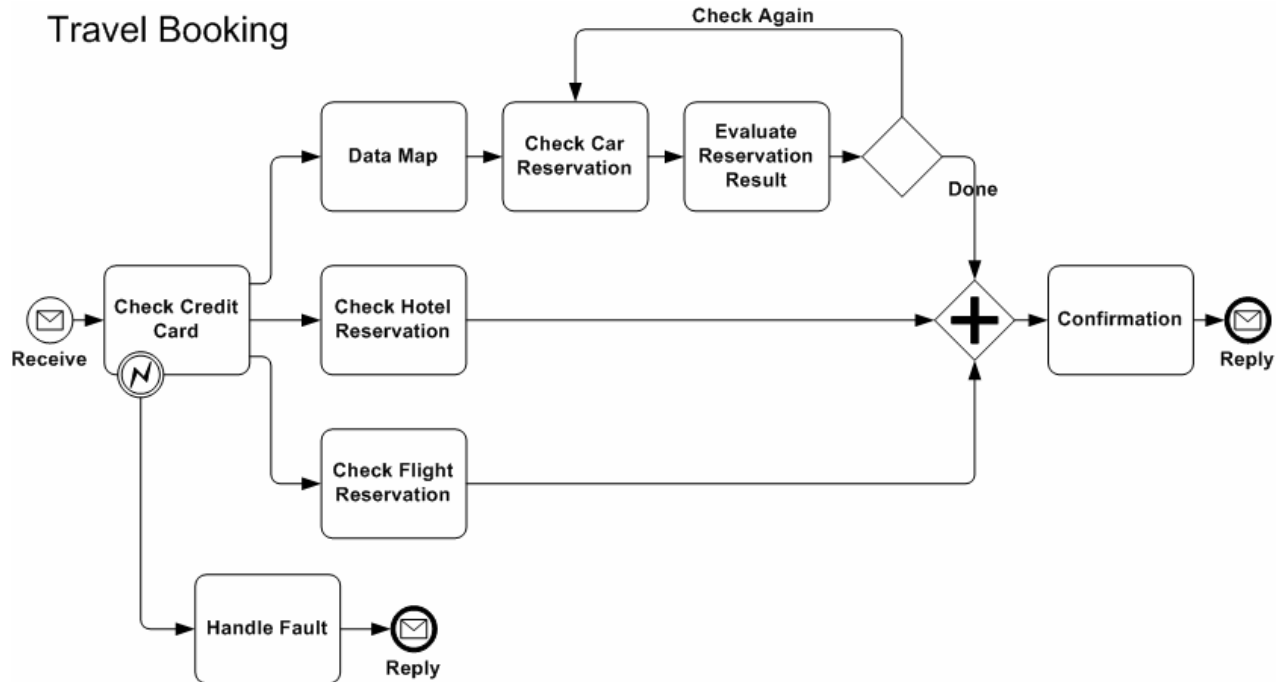 Travel Booking
Check Again
Data Map
Check Car
Reservation
Evaluate
Reservation
Result
Done
Receive
Check Credit
Card
Check Hotel
Reservation
Confirmation
Reply
Check Flight
Reservation
Handle Fault
Reply